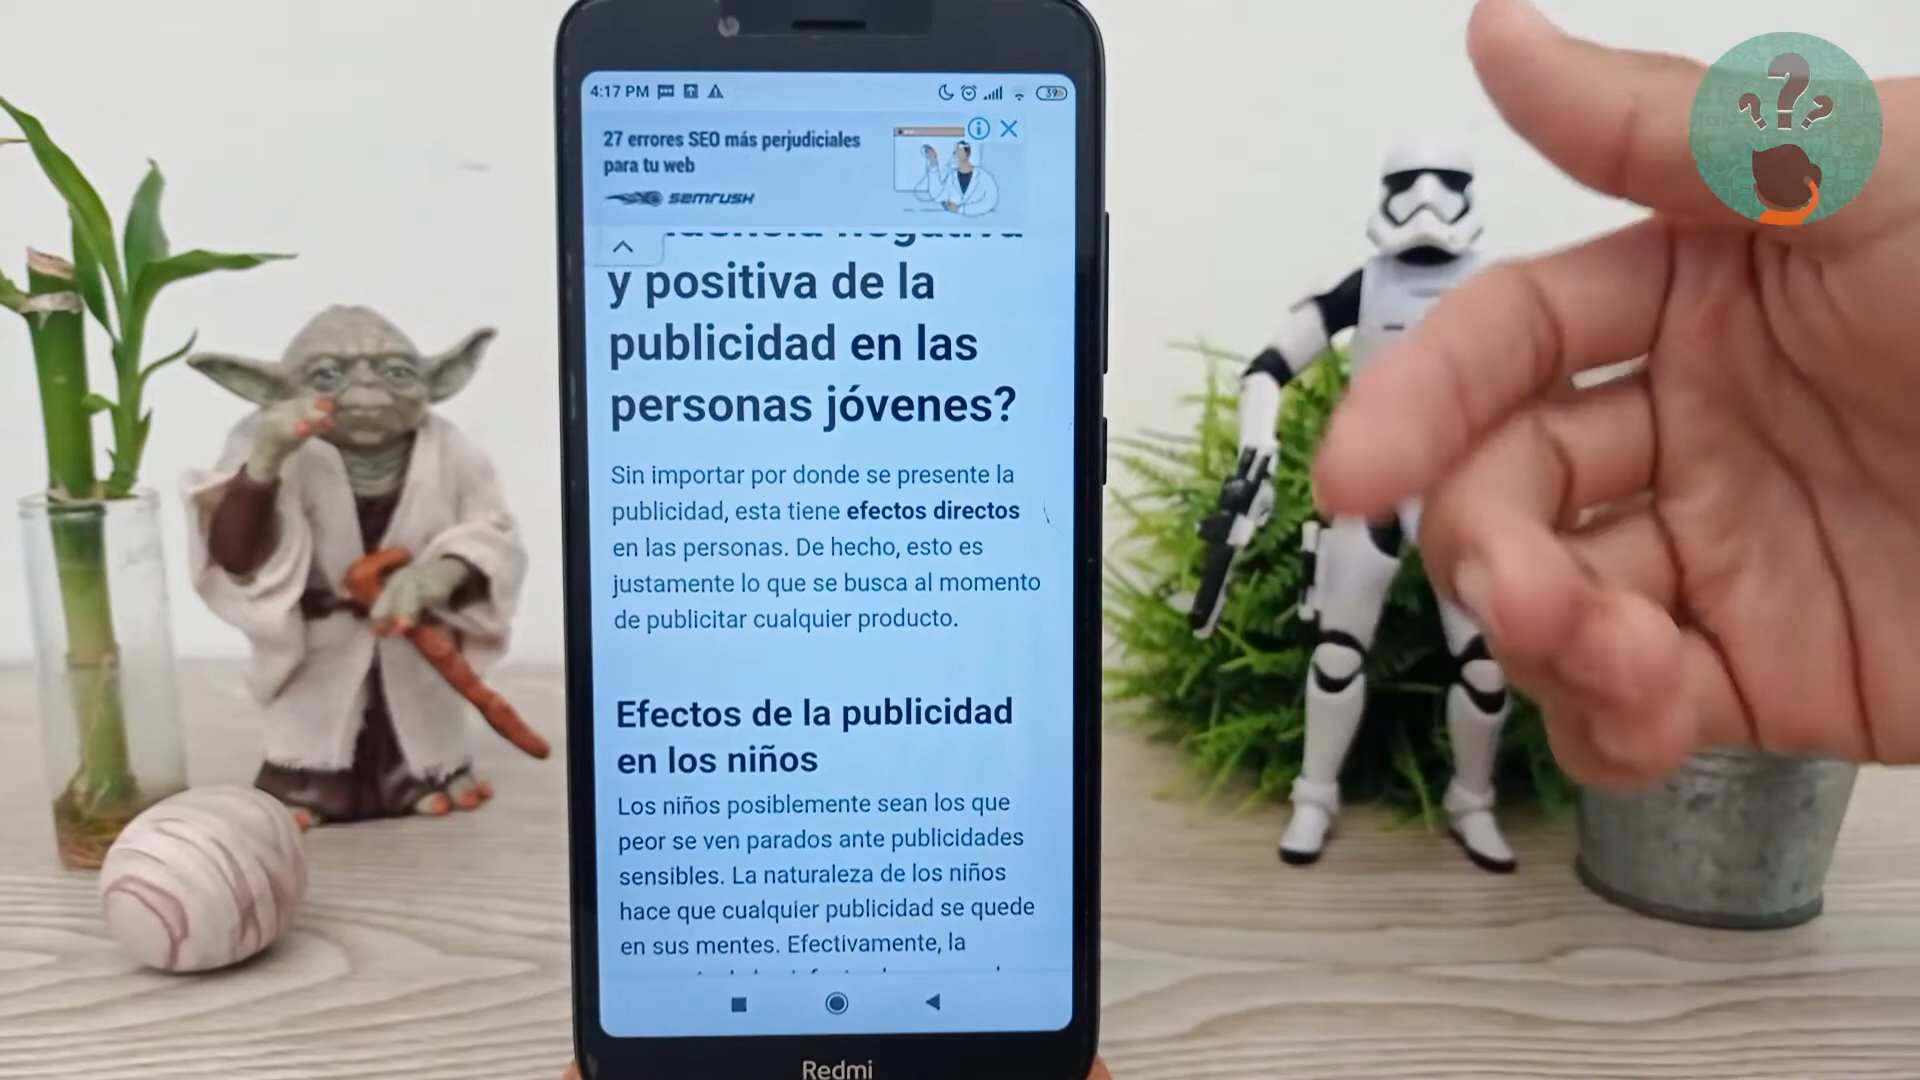 4:17 PM
39
27 errores SEO más perjudiciales
para tu web
semrush
negativa
y positiva de la
publicidad en las
personas jóvenes?
Sin importar por donde se presente la
publicidad, esta tiene efectos directos
en las personas. De hecho, esto es
justamente lo que se busca al momento
de publicitar cualquier producto.
Efectos de la publicidad
en los niños
Los niños posiblemente sean los que
peor se ven parados ante publicidades
sensibles. La naturaleza de los niños
hace que cualquier publicidad se quede
en sus mentes. Efectivamente, la
Redmi